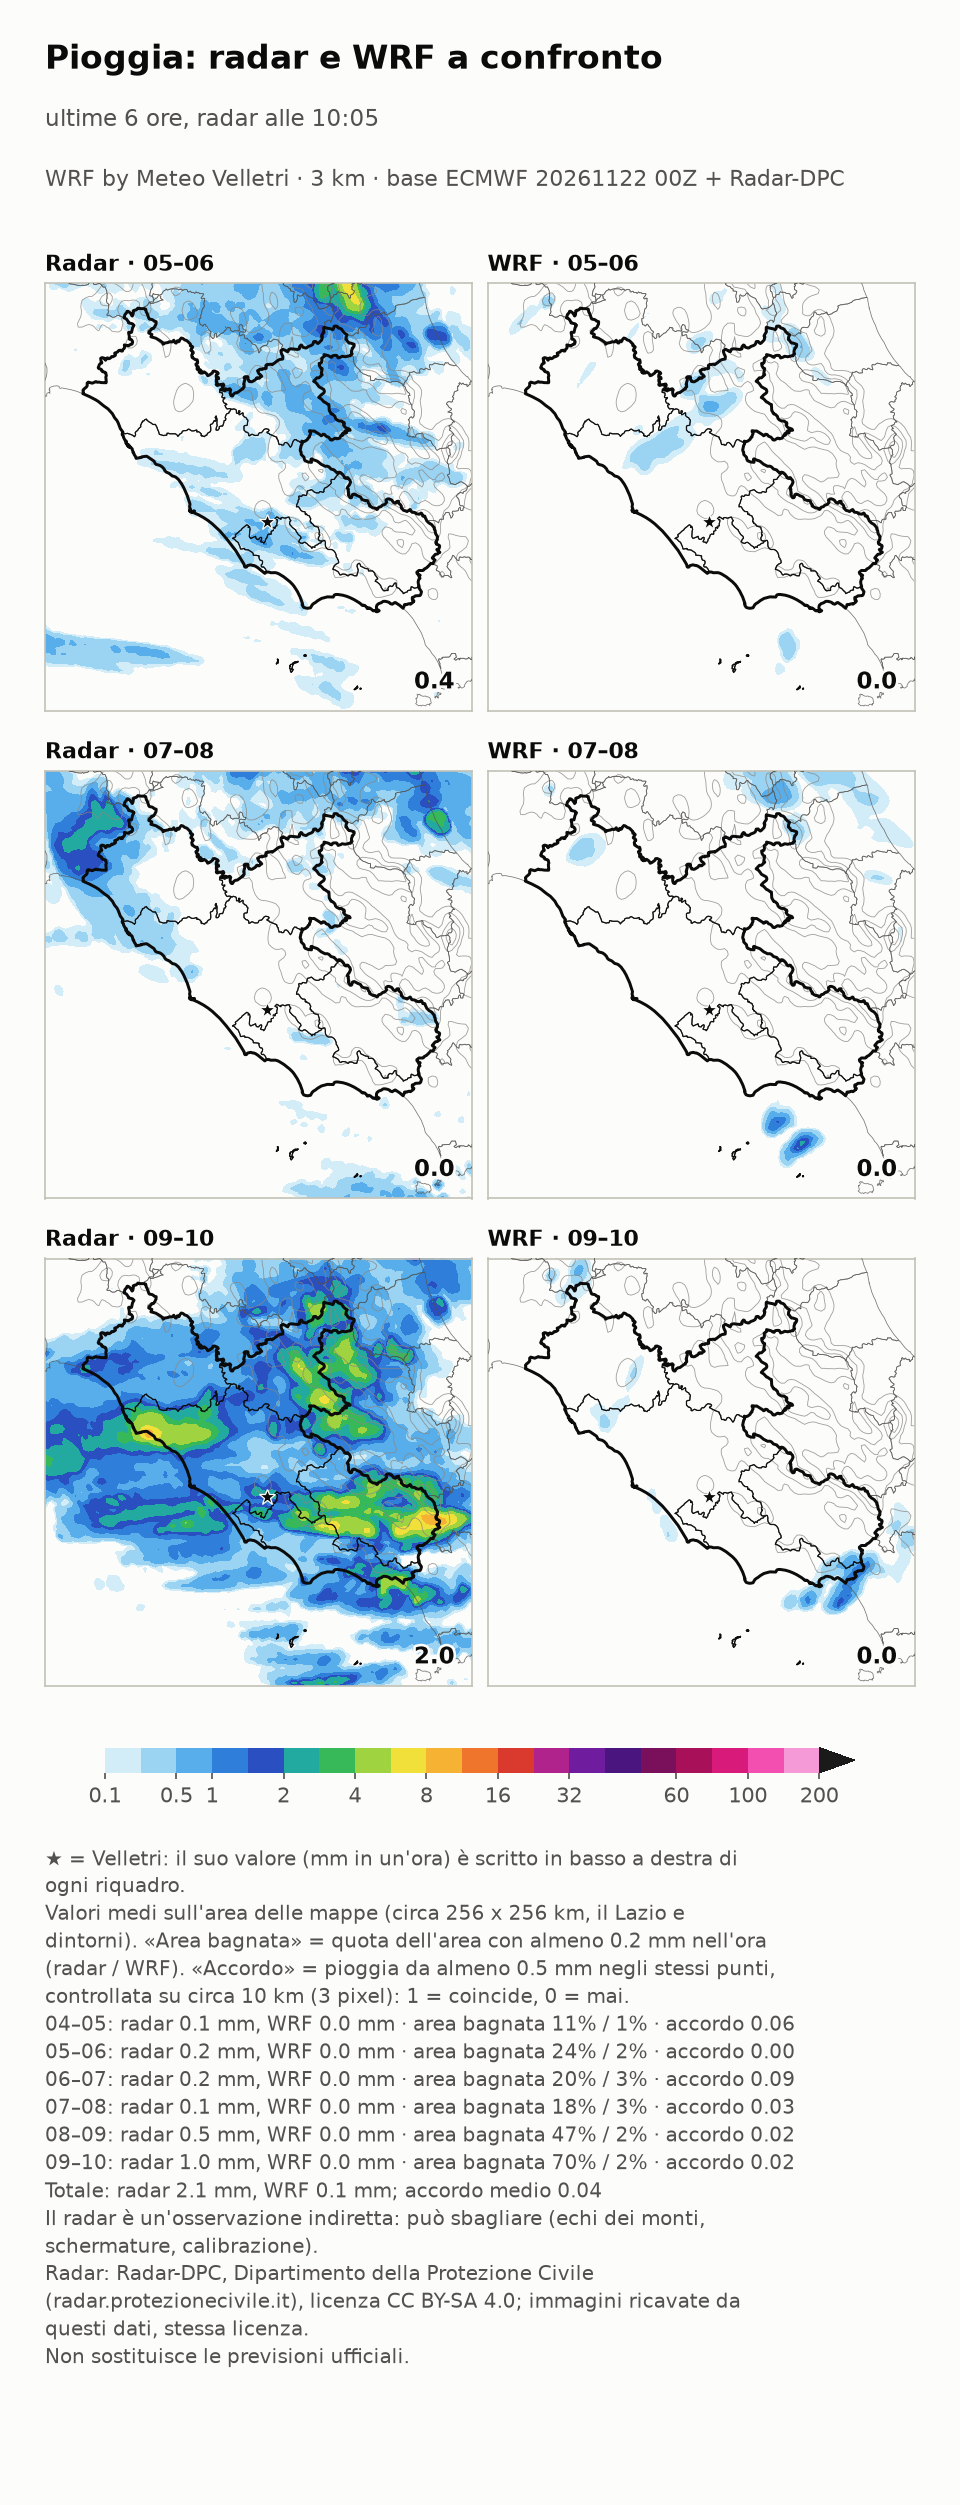 Pioggia: radar e WRF a confronto
ultime 6 ore, radar alle 10:05
WRF by Meteo Velletri · 3 km · base ECMWF 20261122 00Z + Radar-DPC
Radar · 05–06
WRF · 05–06
0.4
0.0
Radar · 07–08
WRF · 07–08
0.0
0.0
Radar · 09–10
WRF · 09–10
2.0
0.0
0.1 0.5 1 2 4 8 16 32 60 100 200
★ = Velletri: il suo valore (mm in un'ora) è scritto in basso a destra di
ogni riquadro.
Valori medi sull'area delle mappe (circa 256 x 256 km, il Lazio e
dintorni). «Area bagnata» = quota dell'area con almeno 0.2 mm nell'ora
(radar / WRF). «Accordo» = pioggia da almeno 0.5 mm negli stessi punti,
controllata su circa 10 km (3 pixel): 1 = coincide, 0 = mai.
04–05: radar 0.1 mm, WRF 0.0 mm · area bagnata 11% / 1% · accordo 0.06
05–06: radar 0.2 mm, WRF 0.0 mm · area bagnata 24% / 2% · accordo 0.00
06–07: radar 0.2 mm, WRF 0.0 mm · area bagnata 20% / 3% · accordo 0.09
07–08: radar 0.1 mm, WRF 0.0 mm · area bagnata 18% / 3% · accordo 0.03
08–09: radar 0.5 mm, WRF 0.0 mm · area bagnata 47% / 2% · accordo 0.02
09–10: radar 1.0 mm, WRF 0.0 mm · area bagnata 70% / 2% · accordo 0.02
Totale: radar 2.1 mm, WRF 0.1 mm; accordo medio 0.04
Il radar è un'osservazione indiretta: può sbagliare (echi dei monti,
schermature, calibrazione).
Radar: Radar-DPC, Dipartimento della Protezione Civile
(radar.protezionecivile.it), licenza CC BY-SA 4.0; immagini ricavate da
questi dati, stessa licenza.
Non sostituisce le previsioni ufficiali.